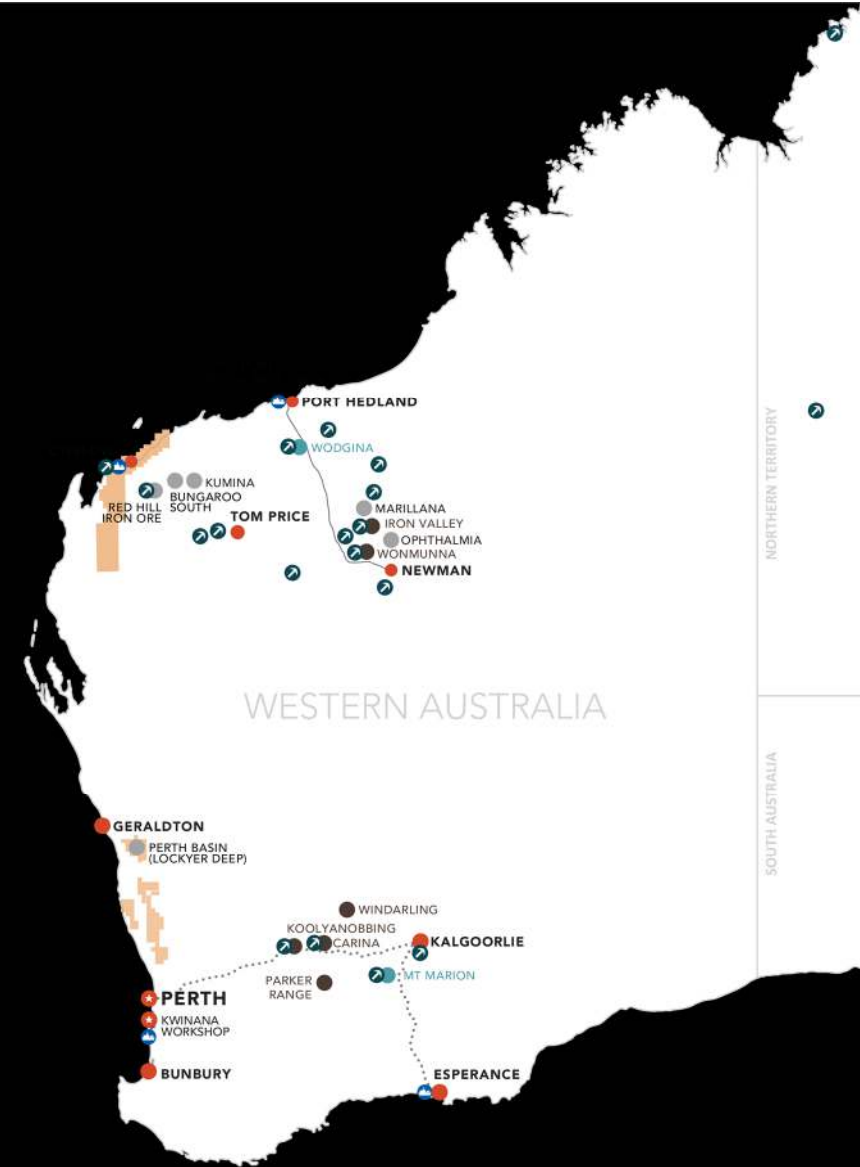 PORT HEDLAND
WODGINA
KUMINA
BUNGAROO
SOUTH
RED HILL
IRON ORE
TOM PRICE
MARILLANA
IRON VALLEY
OPHTHALMIA
WONMUNNA
NEWMAN
NORTHERN TERRITORY
WESTERN AUSTRALIA
SOUTH AUSTRALIA
GERALDTON
PERTH BASIN
(LOCKYER DEEP)
WINDARLING
KOOLYANOBBING
CARINA
KALGOORLIE
PARKER
RANGE
MT MARION
PERTH
KWINANA
WORKSHOP
BUNBURY
ESPERANCE